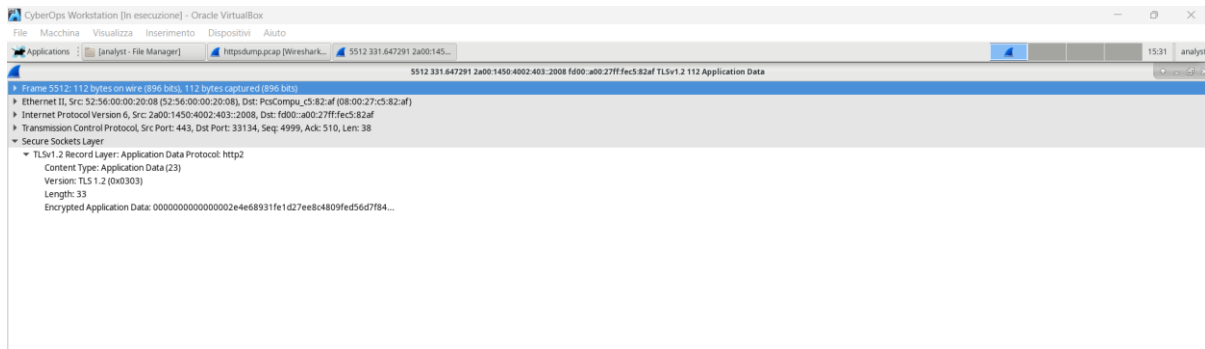 CyberOps Workstation [In esecuzione] - Oracle VirtualBox
File Macchina Visualizza Inserimento Dispositivi Aiuto
Applications [analyst - File Manager] httpsdump.pcap [Wireshark... 5512 331.647291 2a00:145... 15:31 analyst
5512 331.647291 2a00:1450:4002:403::2008 fd00::a00:27ff:fec5:82af TLSv1.2 112 Application Data
Frame 5512: 112 bytes on wire (896 bits), 112 bytes captured (896 bits)
Ethernet II, Src: 52:56:00:00:20:08 (52:56:00:00:20:08), Dst: PcsCompu_c5:82:af (08:00:27:c5:82:af)
Internet Protocol Version 6, Src: 2a00:1450:4002:403::2008, Dst: fd00::a00:27ff:fec5:82af
Transmission Control Protocol, Src Port: 443, Dst Port: 33134, Seq: 4999, Ack: 510, Len: 38
Secure Sockets Layer
TLSv1.2 Record Layer: Application Data Protocol: http2
Content Type: Application Data (23)
Version: TLS 1.2 (0x0303)
Length: 33
Encrypted Application Data: 0000000000000002e4e68931fe1d27ee8c4809fed56d7f84...